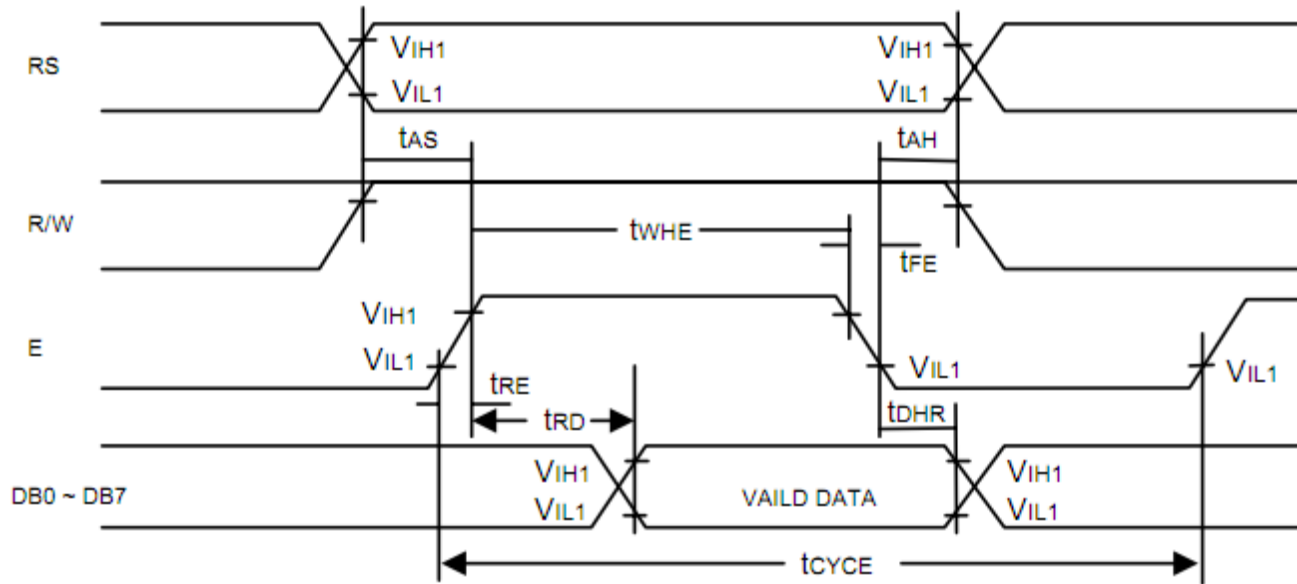 RS
VIH1
VIL1
VIH1
VIL1
tAS
tAH
R/W
tWHE
tFE
E
VIH1
VIL1
VIL1
VIL1
tRE
tRD
tDHR
DB0 ~ DB7
VIH1
VIL1
VAILD DATA
VIH1
VIL1
tCYCE